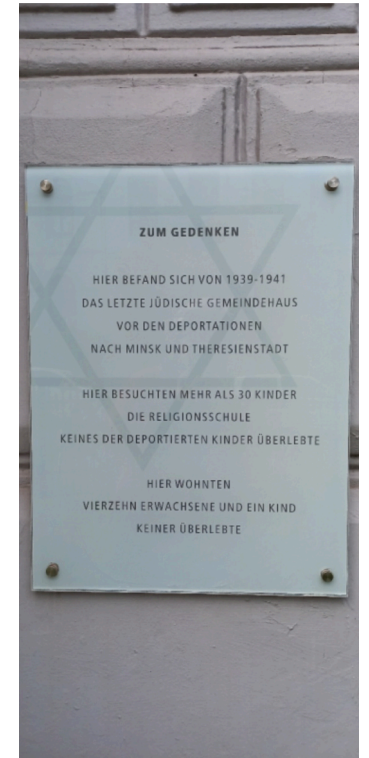 ZUM GEDENKEN
HIER BEFAND SICH VON 1939-1941
DAS LETZTE JÜDISCHE GEMEINDEHAUS
VOR DEN DEPORTATIONEN
NACH MINSK UND THERESIENSTADT
HIER BESUCHTEN MEHR ALS 30 KINDER
DIE RELIGIONSSCHULE
KEINES DER DEPORTIERTEN KINDER ÜBERLEBTE
HIER WOHNTEN
VIERZEHN ERWACHSENE UND EIN KIND
KEINER ÜBERLEBTE